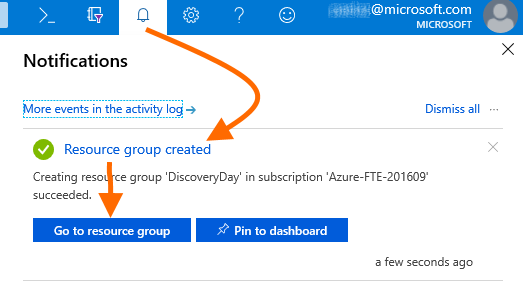 @microsoft.com
MICROSOFT
Notifications
More events in the activity log
Dismiss all
Resource group created
Creating resource group 'DiscoveryDay' in subscription 'Azure-FTE-201609'
succeeded.
Go to resource group
Pin to dashboard
a few seconds ago